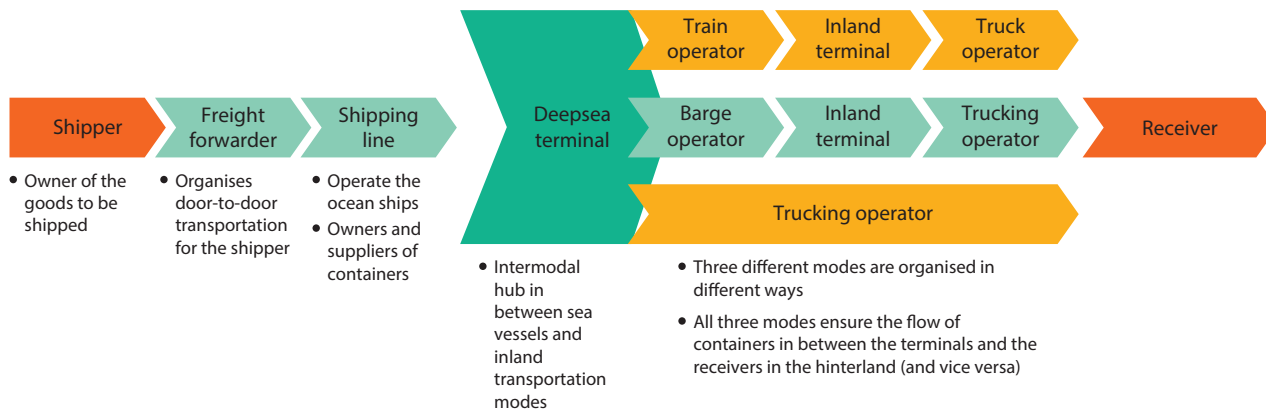 Train
operator
Inland
terminal
Truck
operator
Shipper
Freight
forwarder
Shipping
line
Deepsea
terminal
Barge
operator
Inland
terminal
Trucking
operator
Receiver
Trucking operator
• Owner of the
goods to be
shipped
• Organises
door-to-door
transportation
for the shipper
• Operate the
ocean ships
• Owners and
suppliers of
containers
• Intermodal
hub in
between sea
vessels and
inland
transportation
modes
• Three different modes are organised in
different ways
• All three modes ensure the flow of
containers in between the terminals and the
receivers in the hinterland (and vice versa)